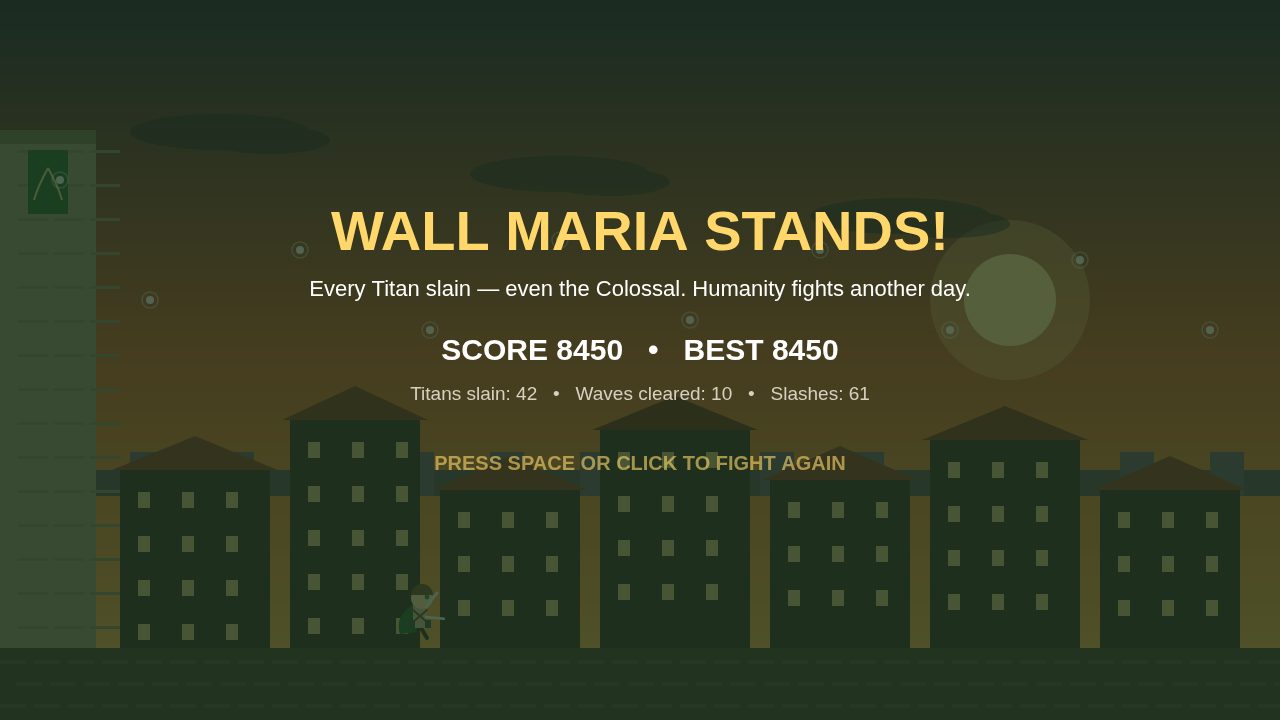 WALL MARIA STANDS!
Every Titan slain — even the Colossal. Humanity fights another day.
SCORE 8450 • BEST 8450
Titans slain: 42 • Waves cleared: 10 • Slashes: 61
PRESS SPACE OR CLICK TO FIGHT AGAIN